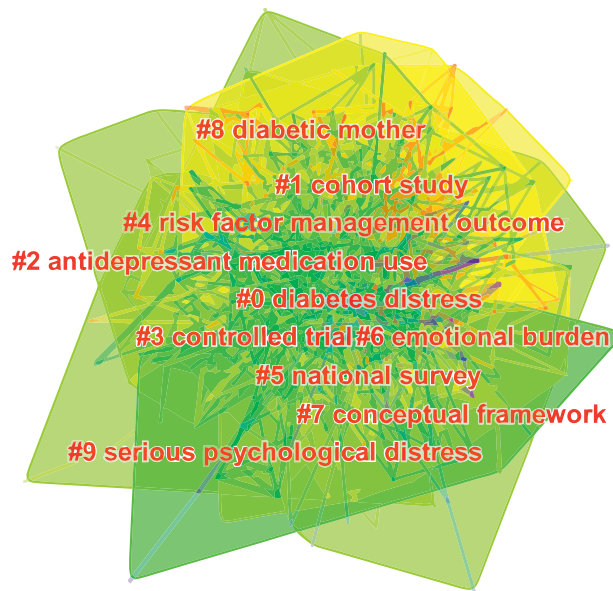 #8 diabetic mother
#1 cohort study
#4 risk factor management outcome
#2 antidepressant medication use
#0 diabetes distress
#3 controlled trial #6 emotional burden
#5 national survey
#7 conceptual framework
#9 serious psychological distress